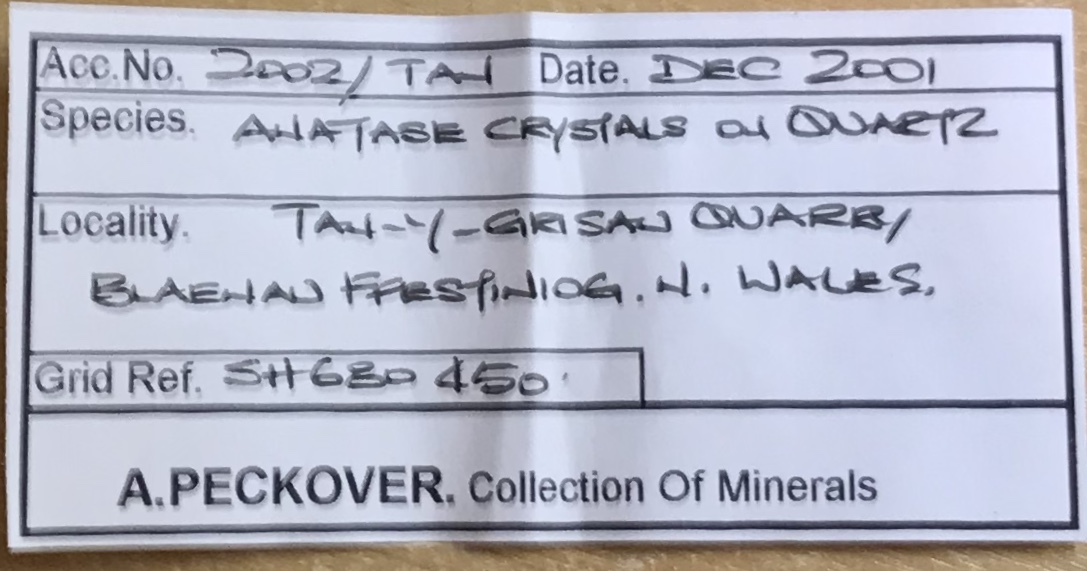 Acc.No. 2002/TAN Date. DEC 2001
Species. ANATASE CRYSTALS ON QUARTZ
Locality. TAN-Y-GRISAU QUARRY
BLAENAU FFESTINIOG. N. WALES.
Grid Ref. SH680 450
A.PECKOVER. Collection Of Minerals